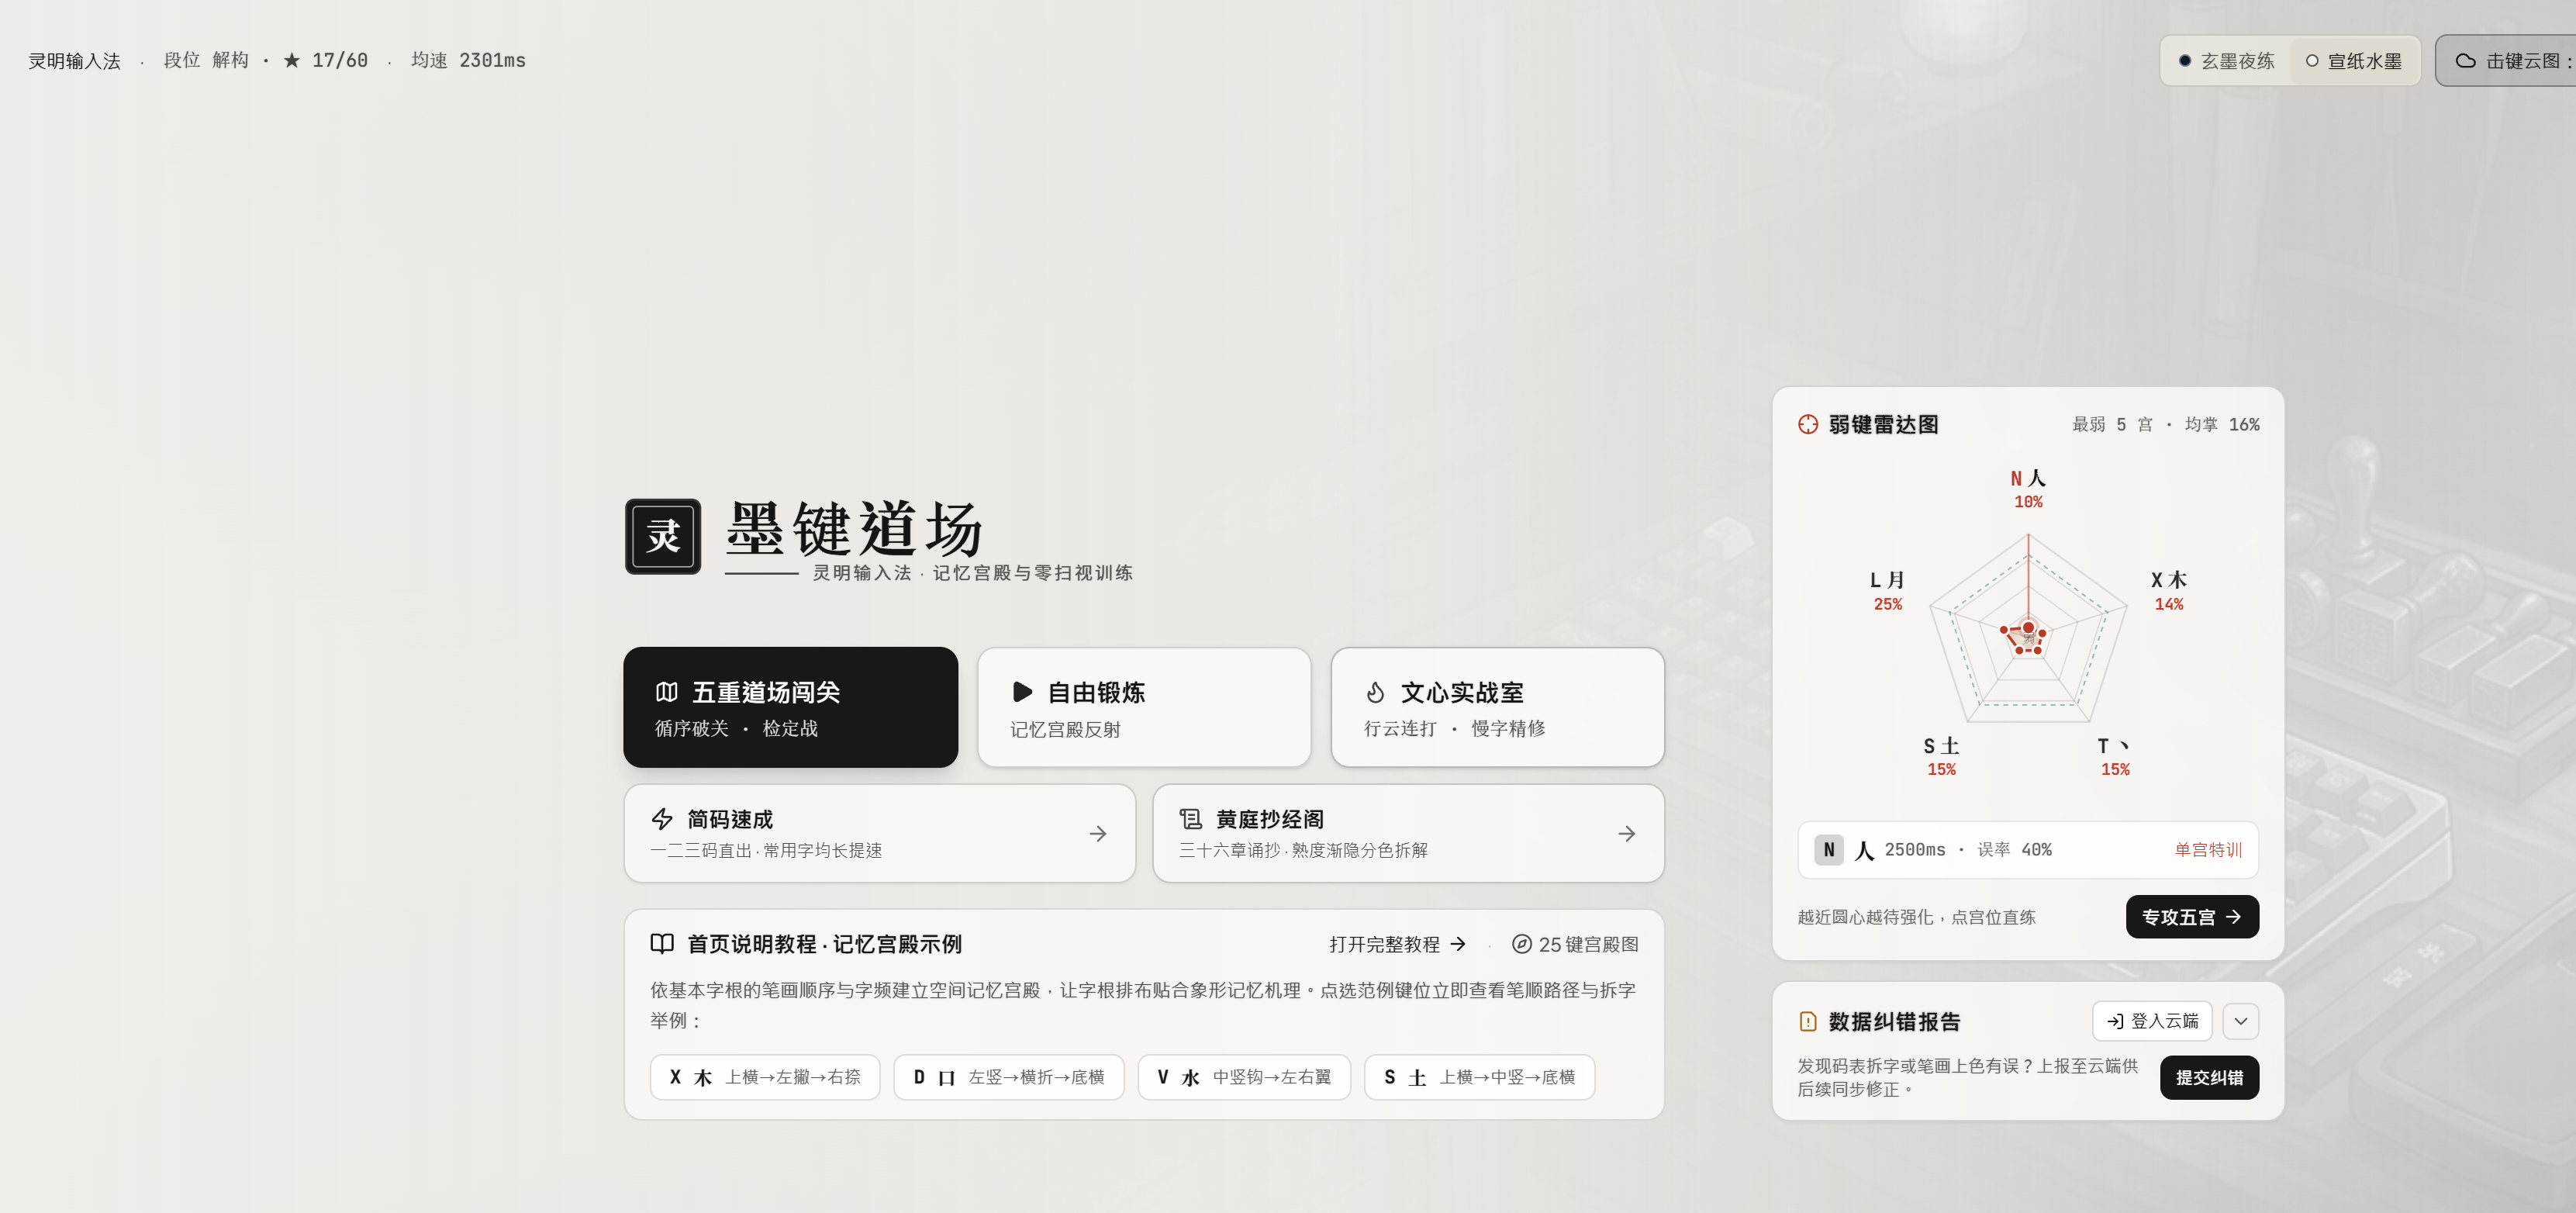 灵明输入法 · 段位 解构 · ★ 17/60 · 均速 2301ms
玄墨夜练 宣纸水墨 击键云图：
灵
墨键道场
灵明输入法 · 记忆宫殿与零扫视训练
五重道场闯关
循序破关 · 检定战
自由锻炼
记忆宫殿反射
文心实战室
行云连打 · 慢字精修
简码速成
一二三码直出·常用字均长提速
黄庭抄经阁
三十六章诵抄·熟度渐隐分色拆解
首页说明教程·记忆宫殿示例
打开完整教程 → · 25 键宫殿图
依基本字根的笔画顺序与字频建立空间记忆宫殿，让字根排布贴合象形记忆机理。点选范例键位立即查看笔顺路径与拆字
举例：
X 木 上横→左撇→右捺
D 口 左竖→横折→底横
V 水 中竖钩→左右翼
S 土 上横→中竖→底横
弱键雷达图
最弱 5 宫 · 均掌 16%
N 人
10%
L 月
25%
X 木
14%
S 土
15%
T 丶
15%
N 人 2500ms · 误率 40% 单宫特训
越近圆心越待强化，点宫位直练
专攻五宫 →
数据纠错报告
登入云端
发现码表拆字或笔画上色有误？上报至云端供
后续同步修正。
提交纠错